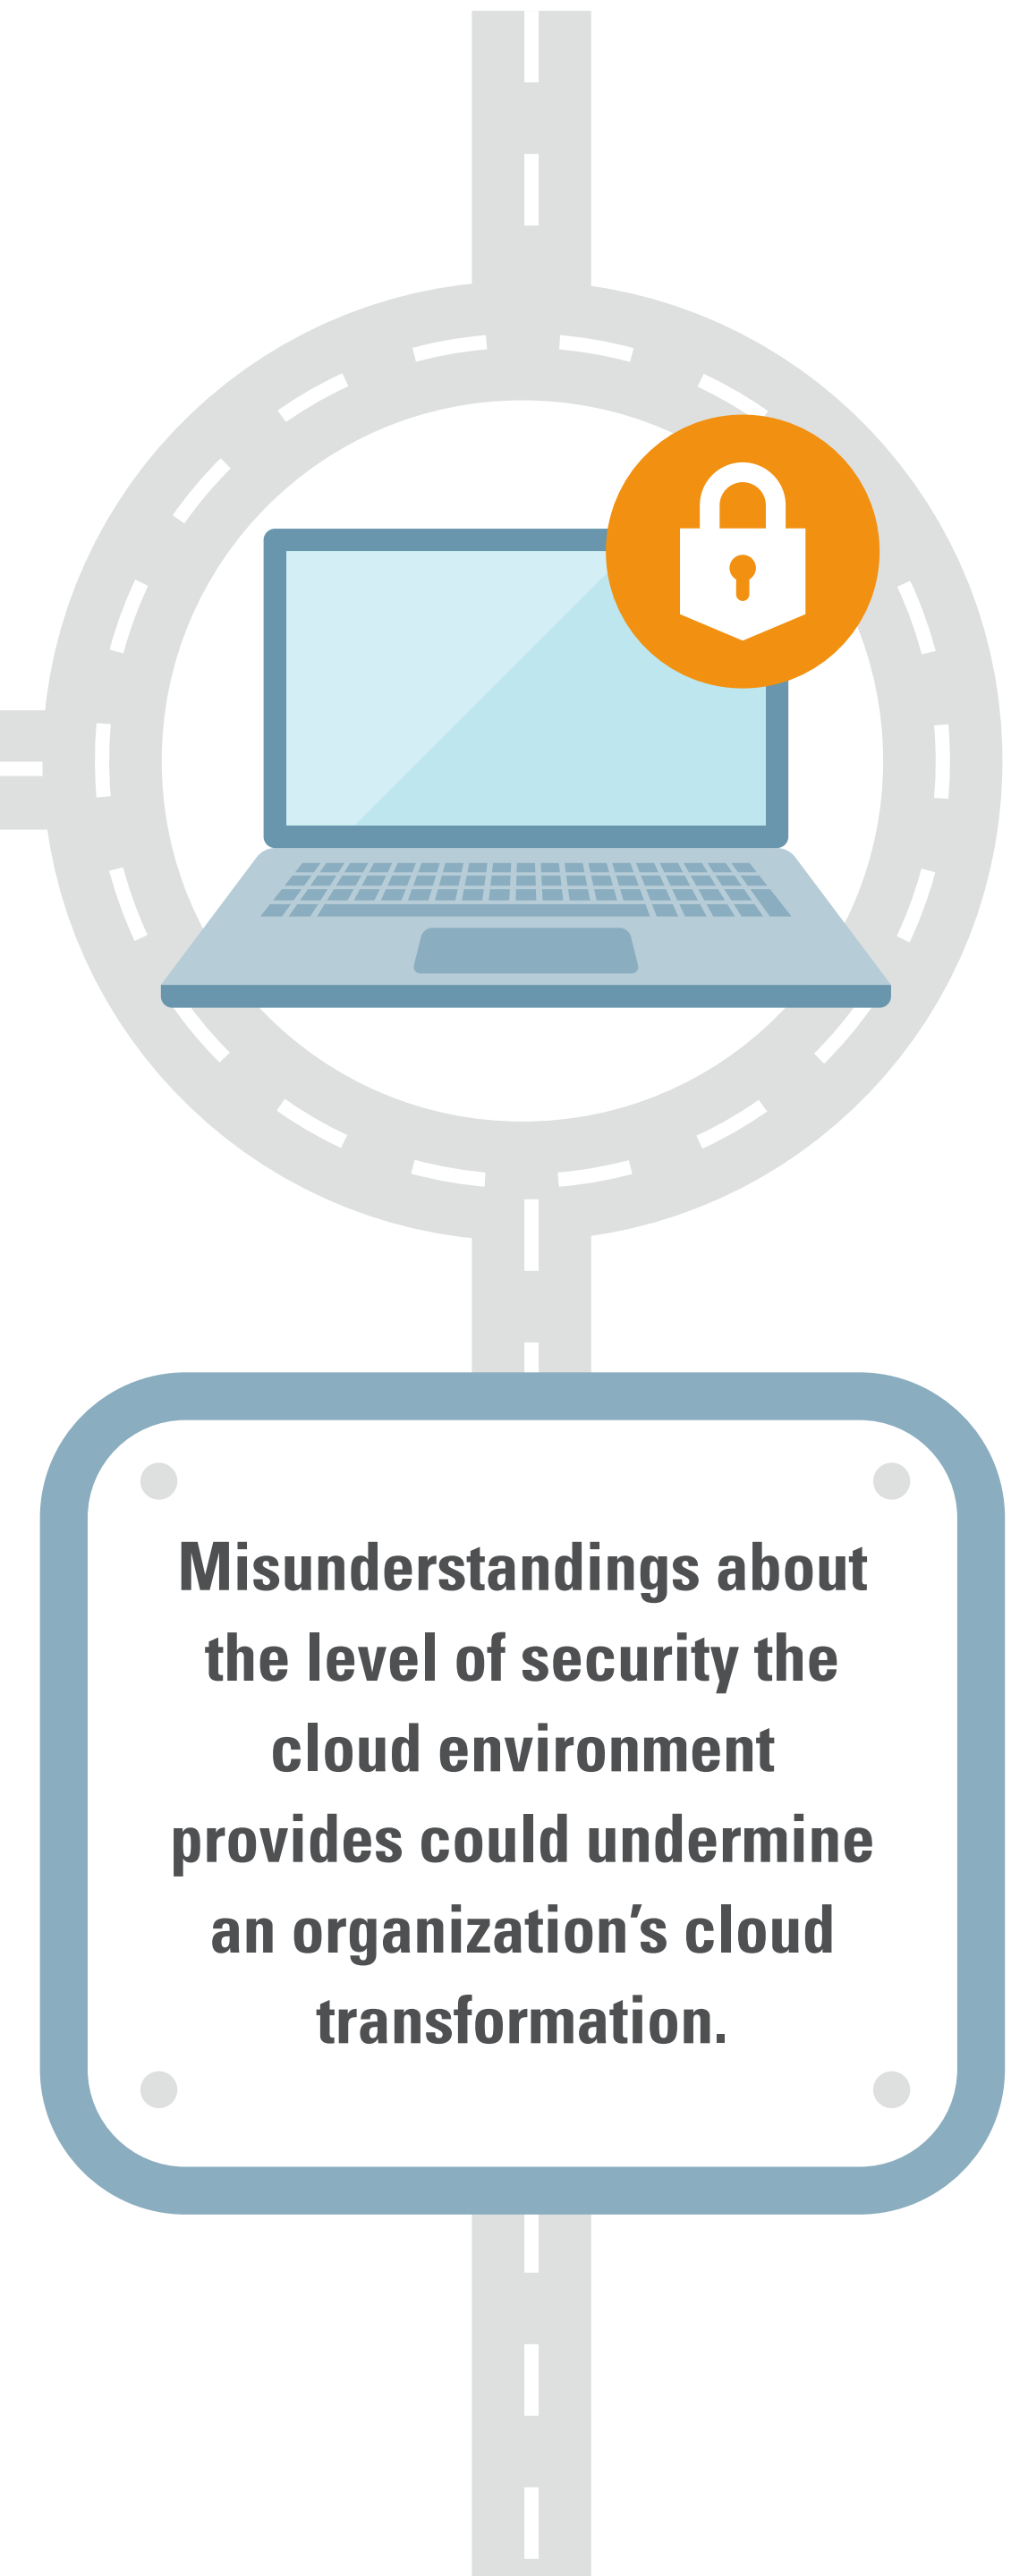 Misunderstandings about
the level of security the
cloud environment
provides could undermine
an organization’s cloud
transformation.